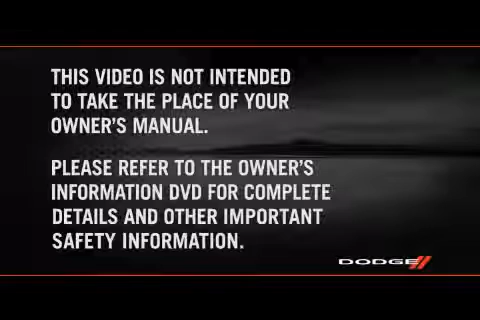 THIS VIDEO IS NOT INTENDED
TO TAKE THE PLACE OF YOUR
OWNER'S MANUAL.
PLEASE REFER TO THE OWNER'S
INFORMATION DVD FOR COMPLETE
DETAILS AND OTHER IMPORTANT
SAFETY INFORMATION.
DODGE